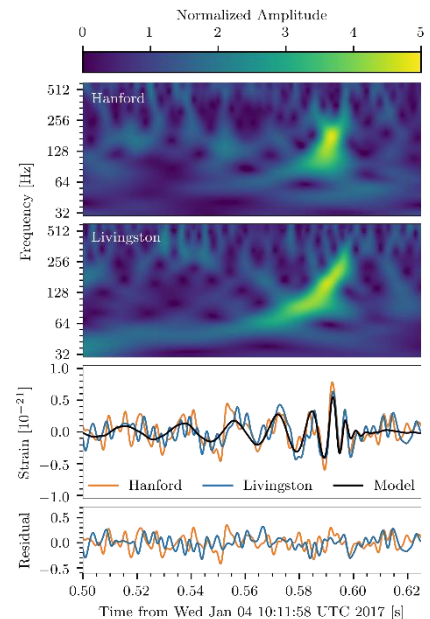 Normalized Amplitude
0 1 2 3 4 5
Hanford
512
256
128
64
32
Frequency [Hz]
Livingston
512
256
128
64
32
Strain [10⁻²¹]
1.0
0.5
0.0
−0.5
−1.0
Hanford Livingston Model
Residual
0.5
0.0
−0.5
0.50 0.52 0.54 0.56 0.58 0.60 0.62
Time from Wed Jan 04 10:11:58 UTC 2017 [s]